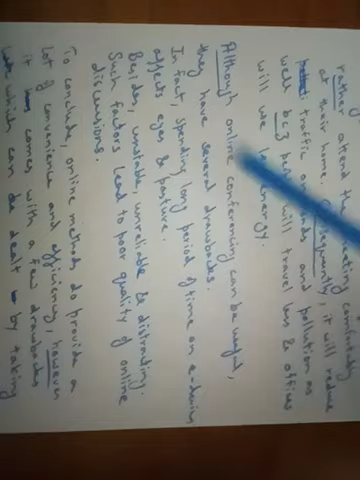 rather attend the meeting comfortably
at their home. Consequently, it will reduce
traffic on roads and pollution as
well bcz people will travel less & offices
will use less energy.
Although online conferencing can be useful,
they have several drawbacks.
In fact, spending long period of time on e-devices
affects eyes & posture.
Besides, unstable, unreliable & distracting.
Such factors lead to poor quality of online
discussions.
To conclude, online methods do provide a
lot of convenience and efficiency, however
it comes with a few drawbacks
which can be dealt by taking